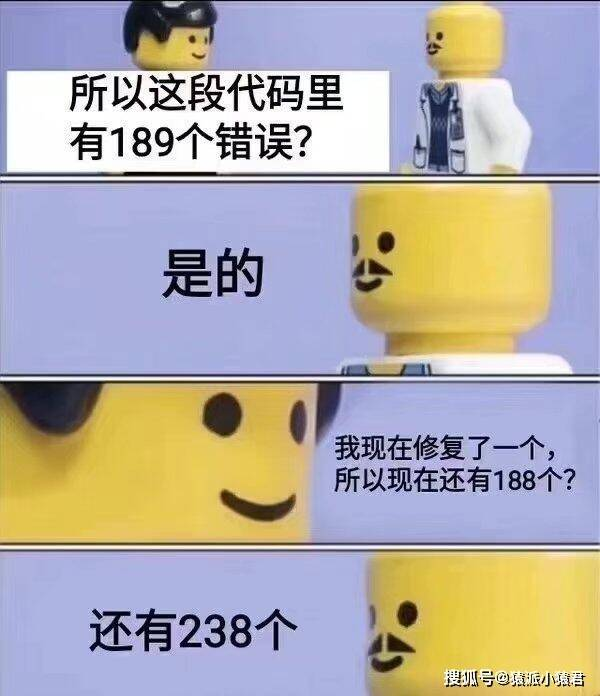 所以这段代码里
有189个错误?
是的
我现在修复了一个,
所以现在还有188个?
还有238个
搜狐号@猿派小猿君